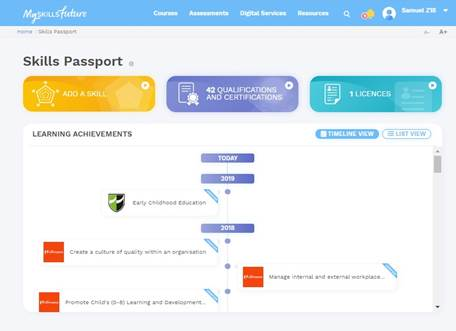 MySkillsfuture
Courses Assessments Digital Services Resources
Samuel Z18
Home / Skills Passport
A- A+
Skills Passport
ADD A SKILL
42 QUALIFICATIONS AND CERTIFICATIONS
1 LICENCES
LEARNING ACHIEVEMENTS
TIMELINE VIEW
LIST VIEW
TODAY
2019
Early Childhood Education
2018
Create a culture of quality within an organisation
Manage internal and external workplace...
Promote Child's (0-8) Learning and Development...